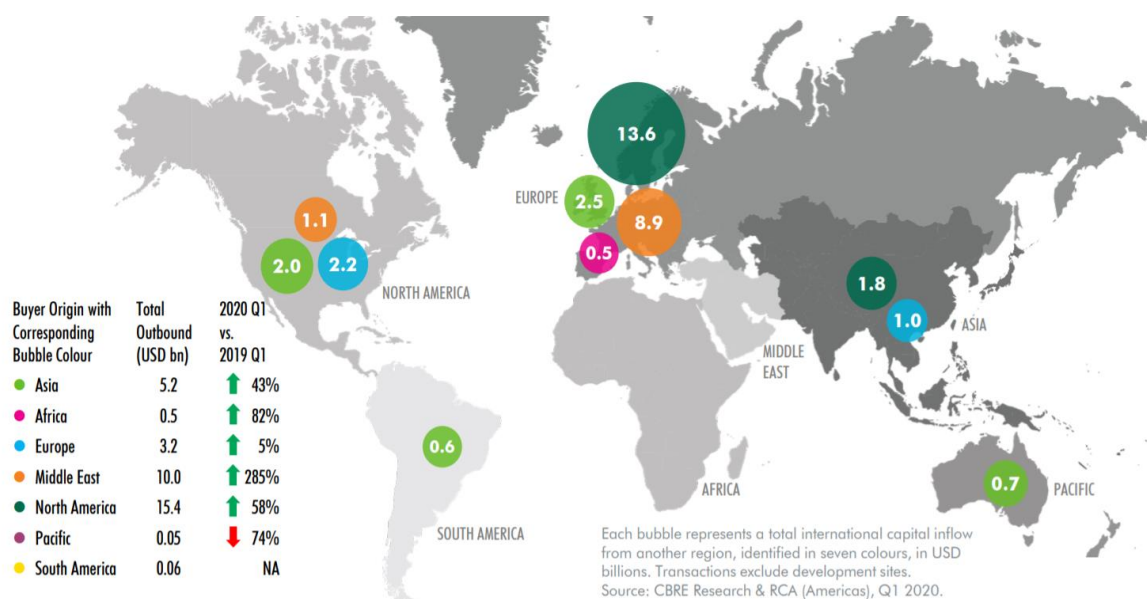 13.6
EUROPE
2.5
8.9
0.5
1.1
2.0
2.2
NORTH AMERICA
1.8
1.0
ASIA
MIDDLE
EAST
Buyer Origin with
Corresponding
Bubble Colour
Total
Outbound
(USD bn)
2020 Q1
vs.
2019 Q1
Asia 5.2 43%
Africa 0.5 82%
Europe 3.2 5%
Middle East 10.0 285%
North America 15.4 58%
Pacific 0.05 74%
South America 0.06 NA
0.6
SOUTH AMERICA
AFRICA
0.7
PACIFIC
Each bubble represents a total international capital inflow
from another region, identified in seven colours, in USD
billions. Transactions exclude development sites.
Source: CBRE Research & RCA (Americas), Q1 2020.